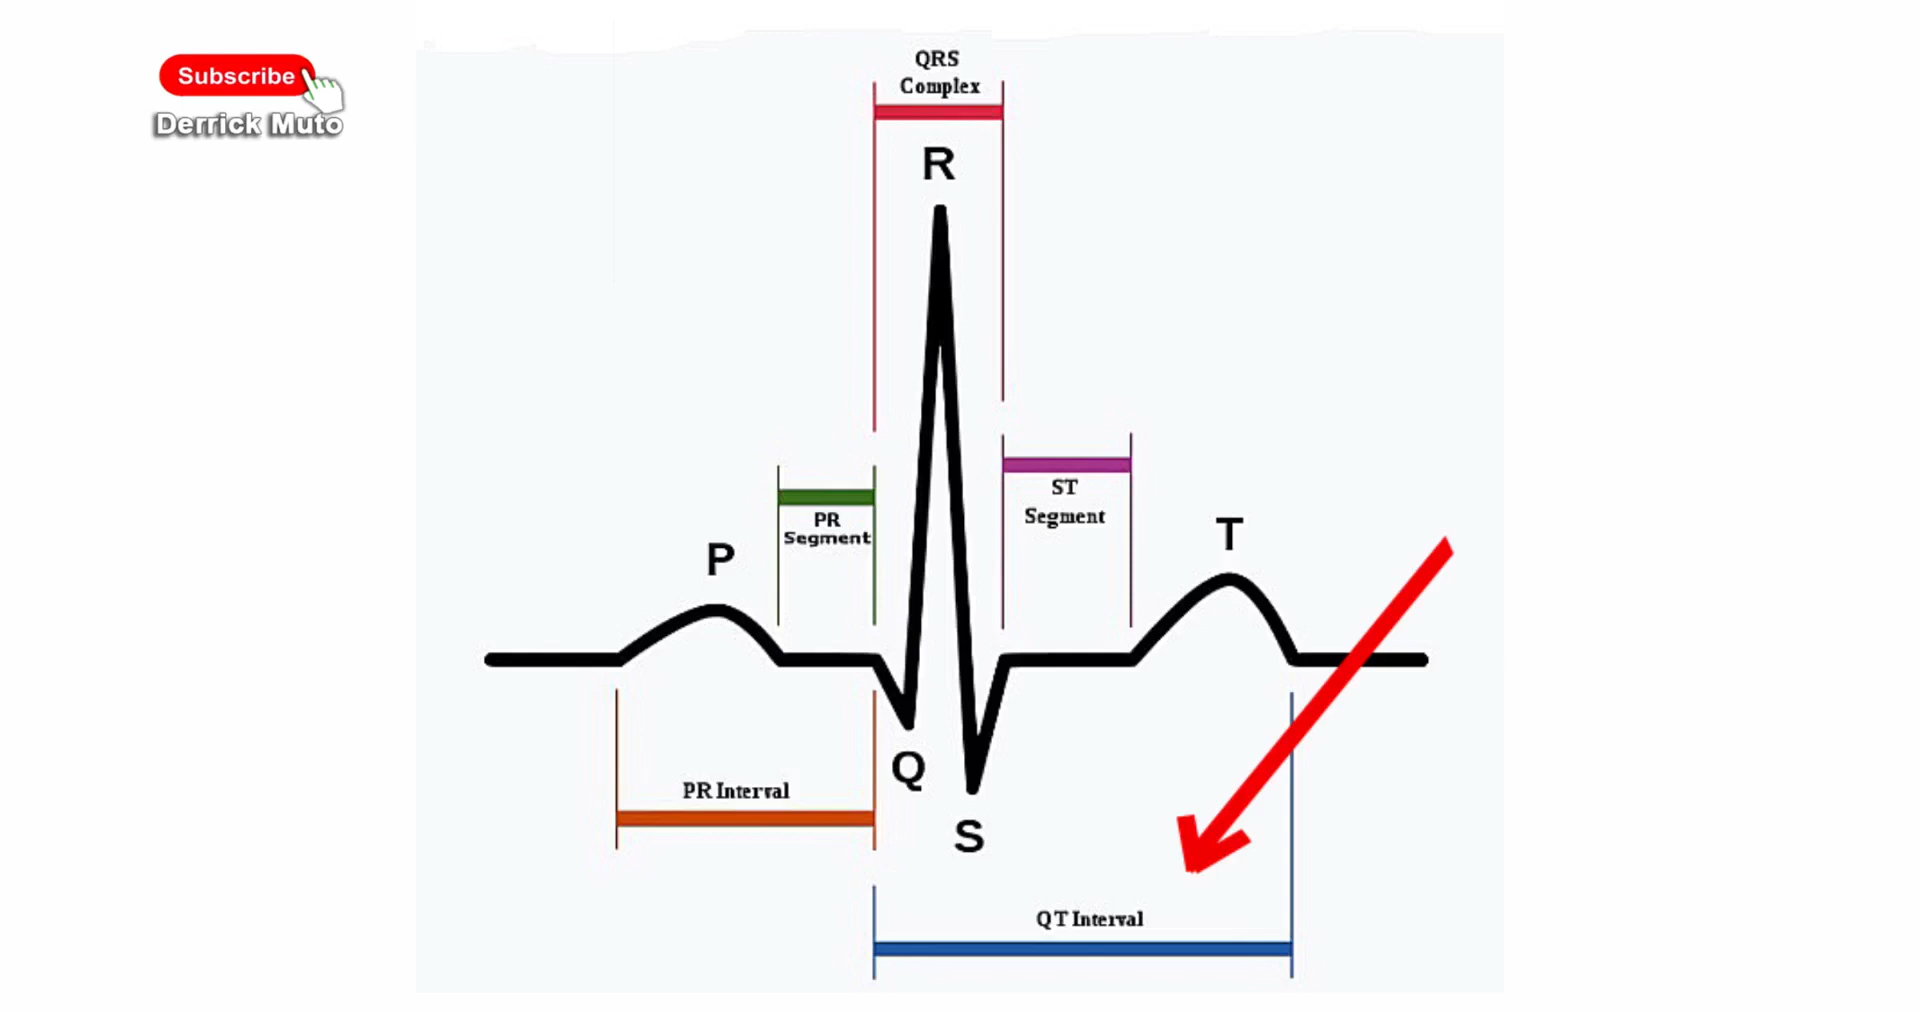 Subscribe
Derrick Muto
QRS
Complex
R
PR
Segment
ST
Segment
P
T
PR Interval
Q
S
QT Interval